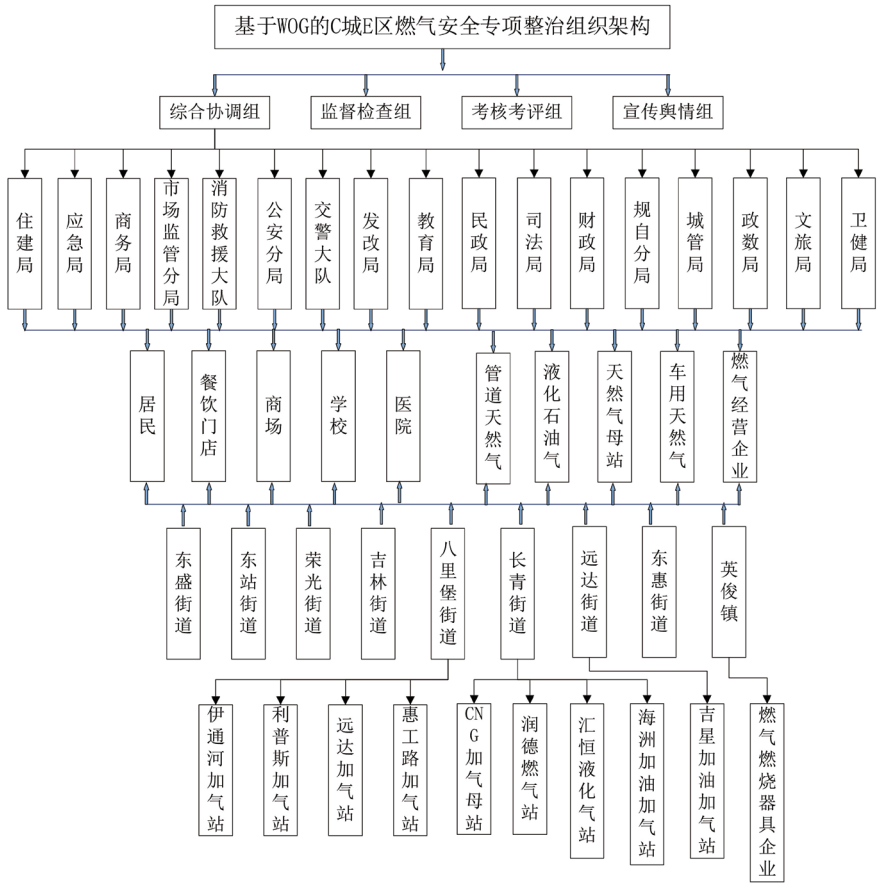 基于WOG的C城E区燃气安全专项整治组织架构
综合协调组
监督检查组
考核考评组
宣传舆情组
住建局
应急局
商务局
市场监管分局
消防救援大队
公安分局
交警大队
发改局
教育局
民政局
司法局
财政局
规自分局
城管局
政数局
文旅局
卫健局
居民
餐饮门店
商场
学校
医院
管道天然气
液化石油气
天然气母站
车用天然气
燃气经营企业
东盛街道
东站街道
荣光街道
吉林街道
八里堡街道
长青街道
远达街道
东惠街道
英俊镇
伊通河加气站
利普斯加气站
远达加气站
惠工路加气站
CNG加气母站
润德燃气站
汇恒液化气站
海洲加油加气站
吉星加油加气站
燃气燃烧器具企业